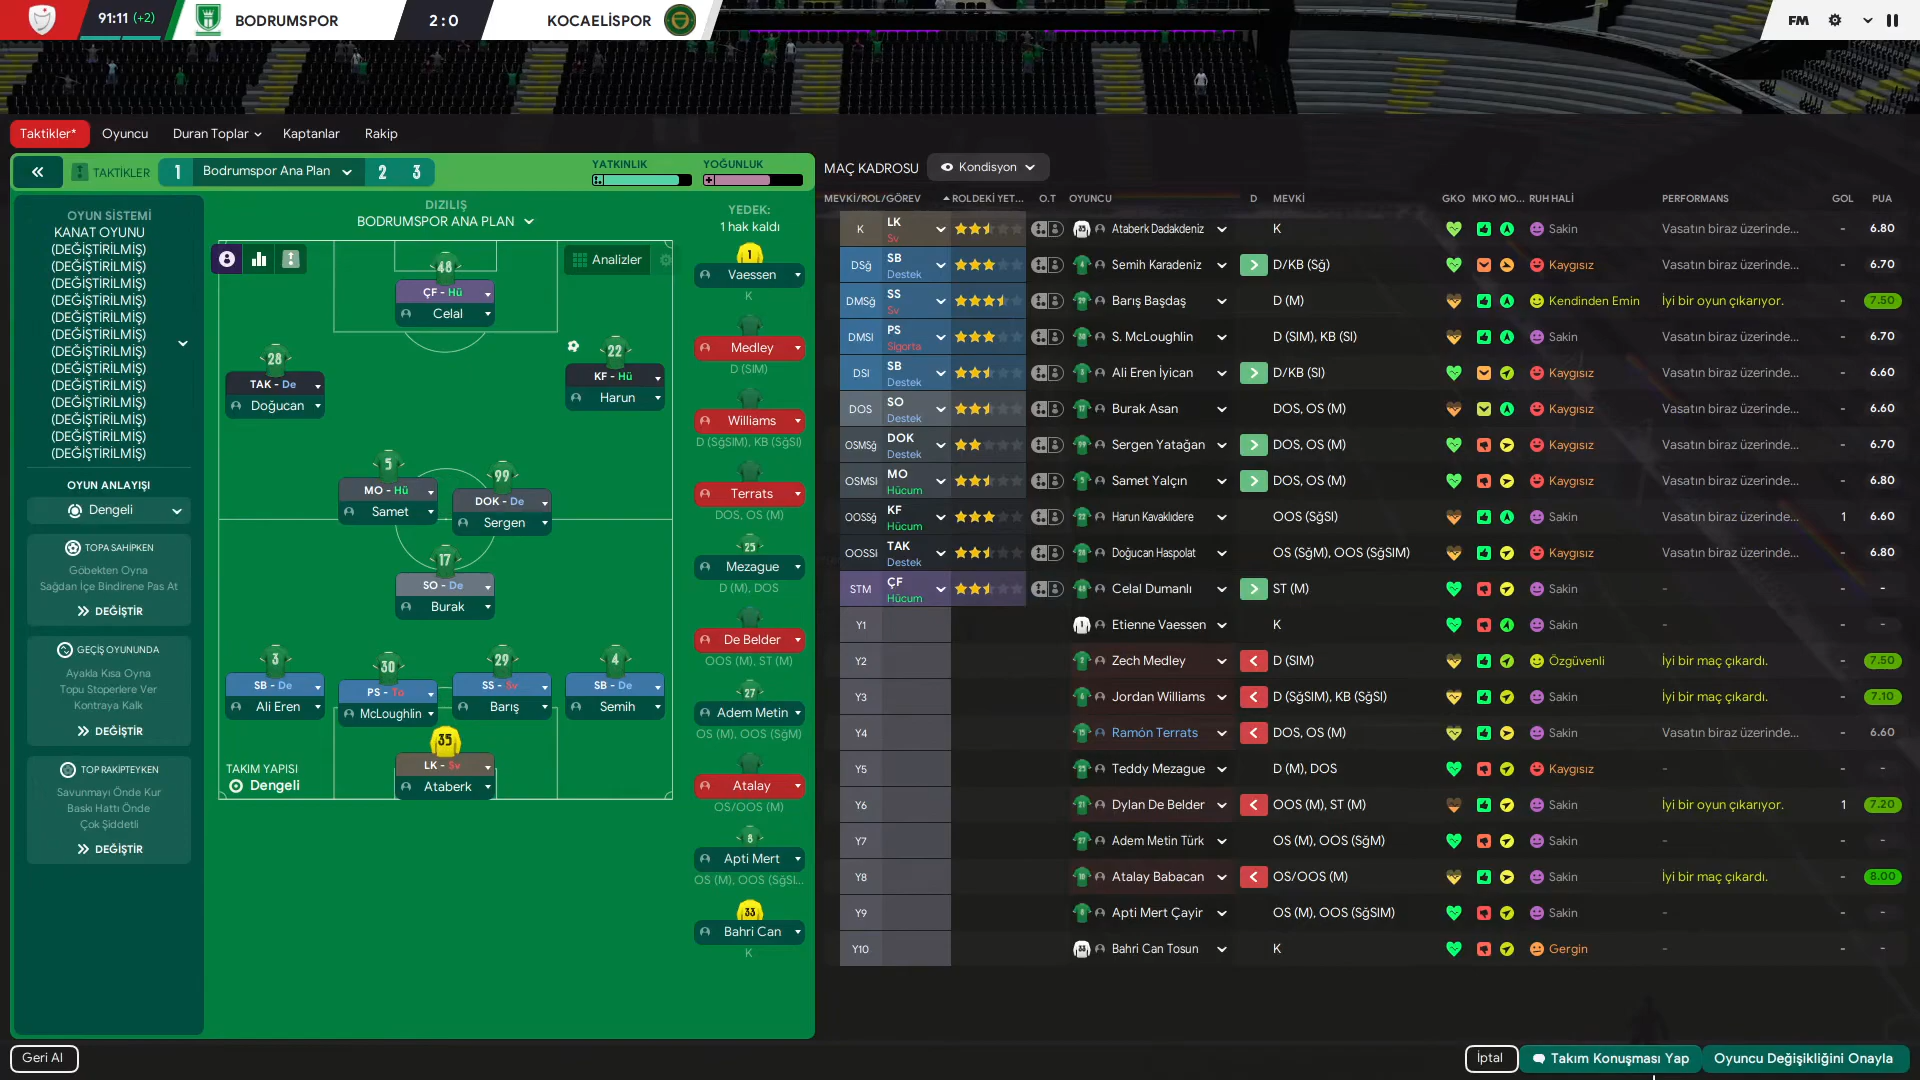 91:11 (+2)
BODRUMSPOR
2 : 0
KOCAELİSPOR
FM
Taktikler*
Oyuncu
Duran Toplar
Kaptanlar
Rakip
TAKTİKLER
1
Bodrumspor Ana Plan
2
3
YATKINLIK
YOĞUNLUK
OYUN SİSTEMİ
KANAT OYUNU
(DEĞİŞTİRİLMİŞ)
(DEĞİŞTİRİLMİŞ)
(DEĞİŞTİRİLMİŞ)
(DEĞİŞTİRİLMİŞ)
(DEĞİŞTİRİLMİŞ)
(DEĞİŞTİRİLMİŞ)
(DEĞİŞTİRİLMİŞ)
(DEĞİŞTİRİLMİŞ)
(DEĞİŞTİRİLMİŞ)
(DEĞİŞTİRİLMİŞ)
(DEĞİŞTİRİLMİŞ)
(DEĞİŞTİRİLMİŞ)
(DEĞİŞTİRİLMİŞ)
OYUN ANLAYIŞI
Dengeli
TOPA SAHİPKEN
Göbekten Oyna
Sağdan İçe Bindirene Pas At
DEĞİŞTİR
GEÇİŞ OYUNUNDA
Ayakla Kısa Oyna
Topu Stoperlere Ver
Kontraya Kalk
DEĞİŞTİR
TOP RAKİPTEYKEN
Savunmayı Önde Kur
Baskı Hattı Önde
Çok Şiddetli
DEĞİŞTİR
DİZİLİŞ
BODRUMSPOR ANA PLAN
Analizler
48
ÇF - Hü
Celal
28
TAK - De
Doğucan
22
KF - Hü
Harun
5
MO - Hü
Samet
99
DOK - De
Sergen
17
SO - De
Burak
3
SB - De
Ali Eren
30
PS - To
McLoughlin
29
SS - Sv
Barış
4
SB - De
Semih
35
LK - Sv
Ataberk
TAKIM YAPISI
Dengeli
YEDEK:
1 hak kaldı
1
Vaessen
K
Medley
D (SIM)
Williams
D (SğSIM), KB (SğSI)
Terrats
DOS, OS (M)
25
Mezague
D (M), DOS
De Belder
OOS (M), ST (M)
27
Adem Metin
OS (M), OOS (SğM)
Atalay
OS/OOS (M)
8
Apti Mert
OS (M), OOS (SğSI...
33
Bahri Can
K
MAÇ KADROSU
Kondisyon
MEVKİ/ROL/GÖREV ROLDEKİ YET... O.T OYUNCU D MEVKİ GKO MKO MO... RUH HALİ PERFORMANS GOL PUA
K LK Sv Ataberk Dadakdeniz K Sakin Vasatın biraz üzerinde... - 6.80
DSğ SB Destek Semih Karadeniz D/KB (Sğ) Kaygısız Vasatın biraz üzerinde... - 6.70
DMSğ SS Sv Barış Başdaş D (M) Kendinden Emin İyi bir oyun çıkarıyor. - 7.50
DMSI PS Sigorta S. McLoughlin D (SIM), KB (SI) Sakin Vasatın biraz üzerinde... - 6.70
DSI SB Destek Ali Eren İyican D/KB (SI) Kaygısız Vasatın biraz üzerinde... - 6.60
DOS SO Destek Burak Asan DOS, OS (M) Kaygısız Vasatın biraz üzerinde... - 6.60
OSMSğ DOK Destek Sergen Yatağan DOS, OS (M) Kaygısız Vasatın biraz üzerinde... - 6.70
OSMSI MO Hücum Samet Yalçın DOS, OS (M) Kaygısız Vasatın biraz üzerinde... - 6.80
OOSSğ KF Hücum Harun Kavaklıdere OOS (SğSI) Sakin Vasatın biraz üzerinde... 1 6.60
OOSSI TAK Destek Doğucan Haspolat OS (SğM), OOS (SğSIM) Kaygısız Vasatın biraz üzerinde... - 6.80
STM ÇF Hücum Celal Dumanlı ST (M) Sakin - - -
Y1 Etienne Vaessen K Sakin - - -
Y2 Zech Medley D (SIM) Özgüvenli İyi bir maç çıkardı. - 7.50
Y3 Jordan Williams D (SğSIM), KB (SğSI) Sakin İyi bir maç çıkardı. - 7.10
Y4 Ramón Terrats DOS, OS (M) Sakin Vasatın biraz üzerinde... - 6.60
Y5 Teddy Mezague D (M), DOS Kaygısız - - -
Y6 Dylan De Belder OOS (M), ST (M) Sakin İyi bir oyun çıkarıyor. 1 7.20
Y7 Adem Metin Türk OS (M), OOS (SğM) Sakin - - -
Y8 Atalay Babacan OS/OOS (M) Sakin İyi bir maç çıkardı. - 8.00
Y9 Apti Mert Çayir OS (M), OOS (SğSIM) Sakin - - -
Y10 Bahri Can Tosun K Gergin - - -
Geri Al
İptal
Takım Konuşması Yap
Oyuncu Değişikliğini Onayla